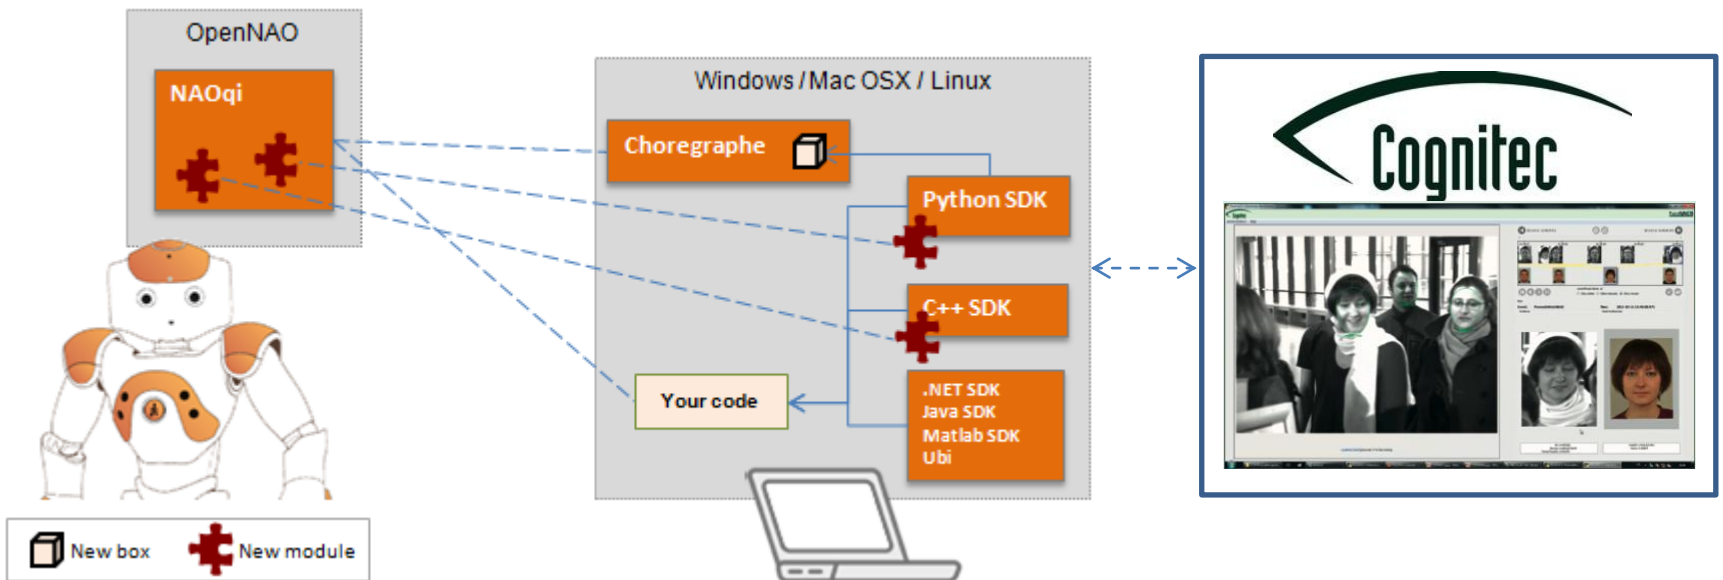 OpenNAO
NAOqi
Windows / Mac OSX / Linux
Choregraphe
Python SDK
C++ SDK
Your code
.NET SDK
Java SDK
Matlab SDK
Ubi
New box
New module
Cognitec
Cognitec